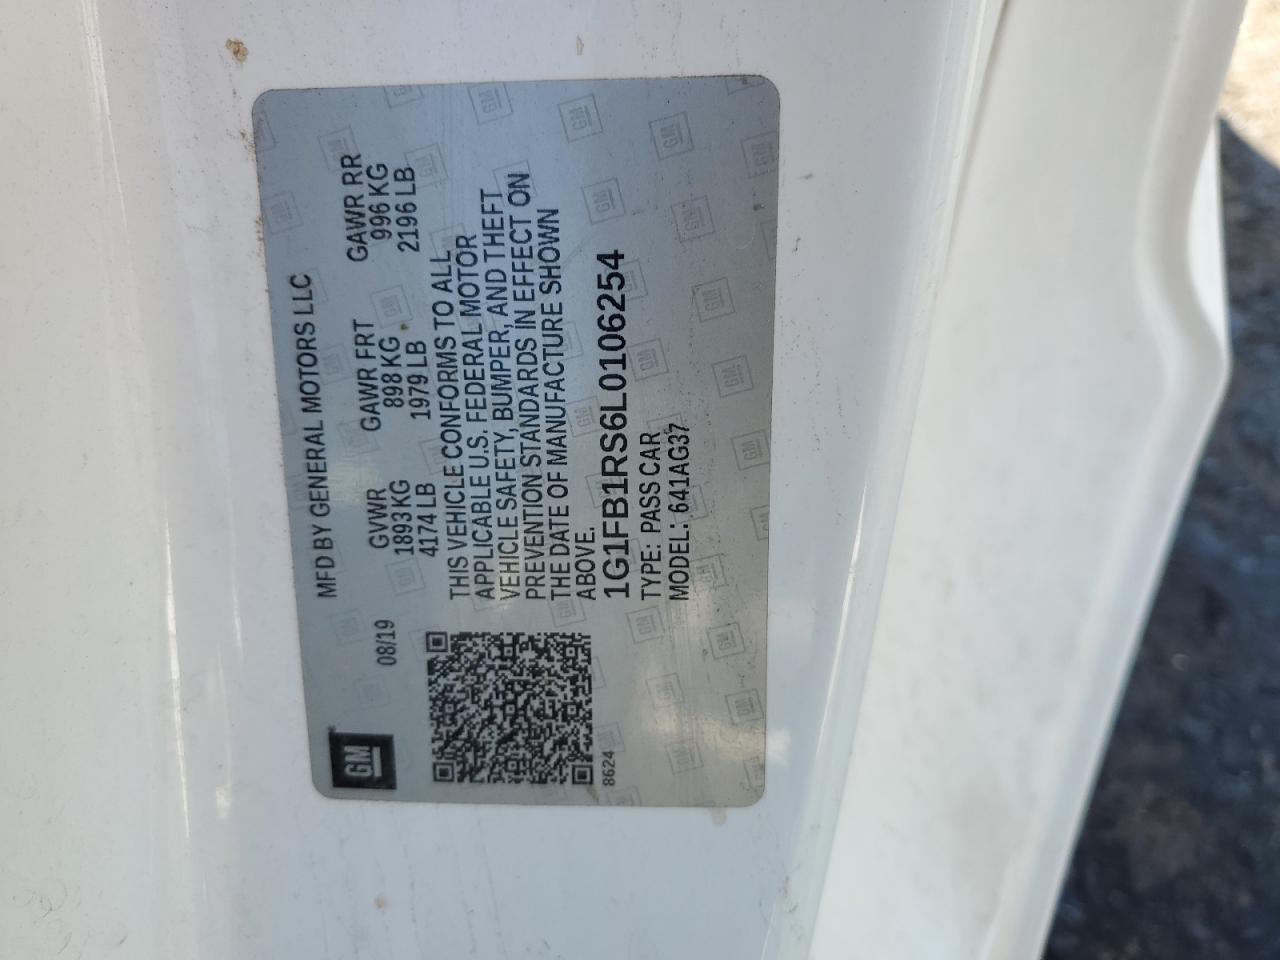 GM
MFD BY GENERAL MOTORS LLC
08/19
GVWR GAWR FRT GAWR RR
1893 KG 898 KG 996 KG
4174 LB 1979 LB 2196 LB
THIS VEHICLE CONFORMS TO ALL
APPLICABLE U.S. FEDERAL MOTOR
VEHICLE SAFETY, BUMPER, AND THEFT
PREVENTION STANDARDS IN EFFECT ON
THE DATE OF MANUFACTURE SHOWN
ABOVE.
1G1FB1RS6L0106254
TYPE: PASS CAR
MODEL: 641AG37
8624